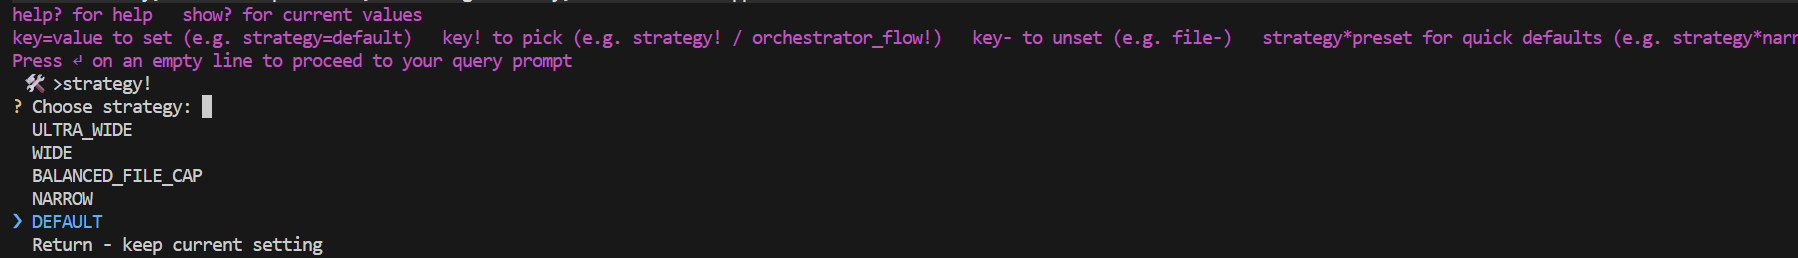 help? for help   show? for current values
key=value to set (e.g. strategy=default)   key! to pick (e.g. strategy! / orchestrator_flow!)   key- to unset (e.g. file-)   strategy*preset for quick defaults (e.g. strategy*narr
Press ⏎ on an empty line to proceed to your query prompt
🛠 >strategy!
? Choose strategy:
ULTRA_WIDE
WIDE
BALANCED_FILE_CAP
NARROW
❯ DEFAULT
Return - keep current setting